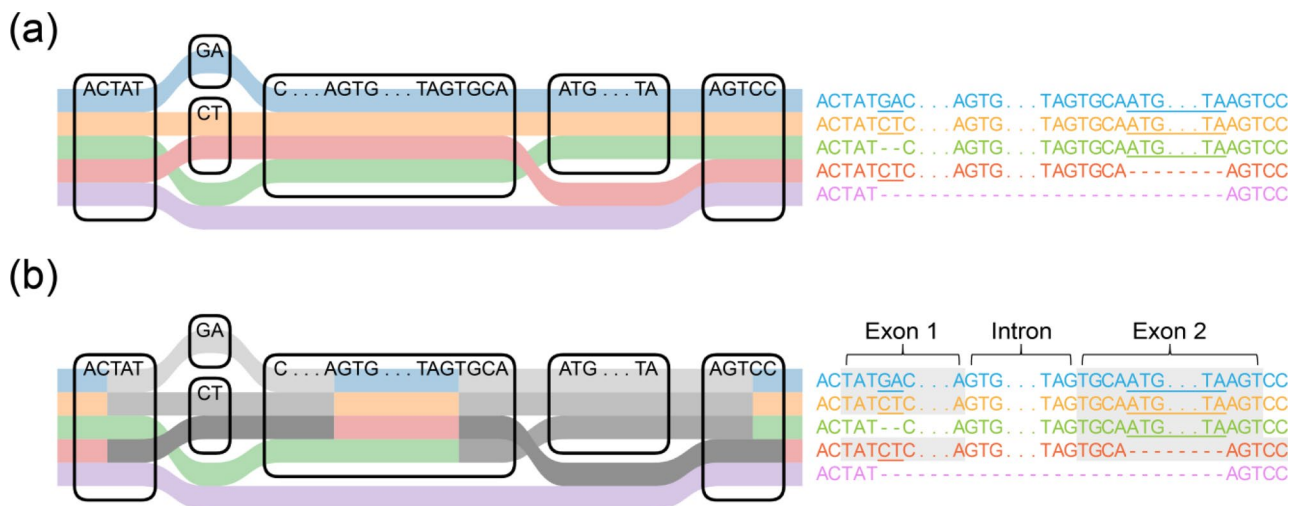 (a)
GA
ACTAT C...AGTG...TAGTGCA ATG...TA AGTCC
CT
ACTATGAC...AGTG...TAGTGCAATG...TAAGTCC
ACTATCTC...AGTG...TAGTGCAATG...TAAGTCC
ACTAT--C...AGTG...TAGTGCAATG...TAAGTCC
ACTATCTC...AGTG...TAGTGCA--------AGTCC
ACTAT----------------------------AGTCC
(b)
GA
ACTAT C...AGTG...TAGTGCA ATG...TA AGTCC
CT
Exon 1 Intron Exon 2
ACTATGAC...AGTG...TAGTGCAATG...TAAGTCC
ACTATCTC...AGTG...TAGTGCAATG...TAAGTCC
ACTAT--C...AGTG...TAGTGCAATG...TAAGTCC
ACTATCTC...AGTG...TAGTGCA--------AGTCC
ACTAT----------------------------AGTCC